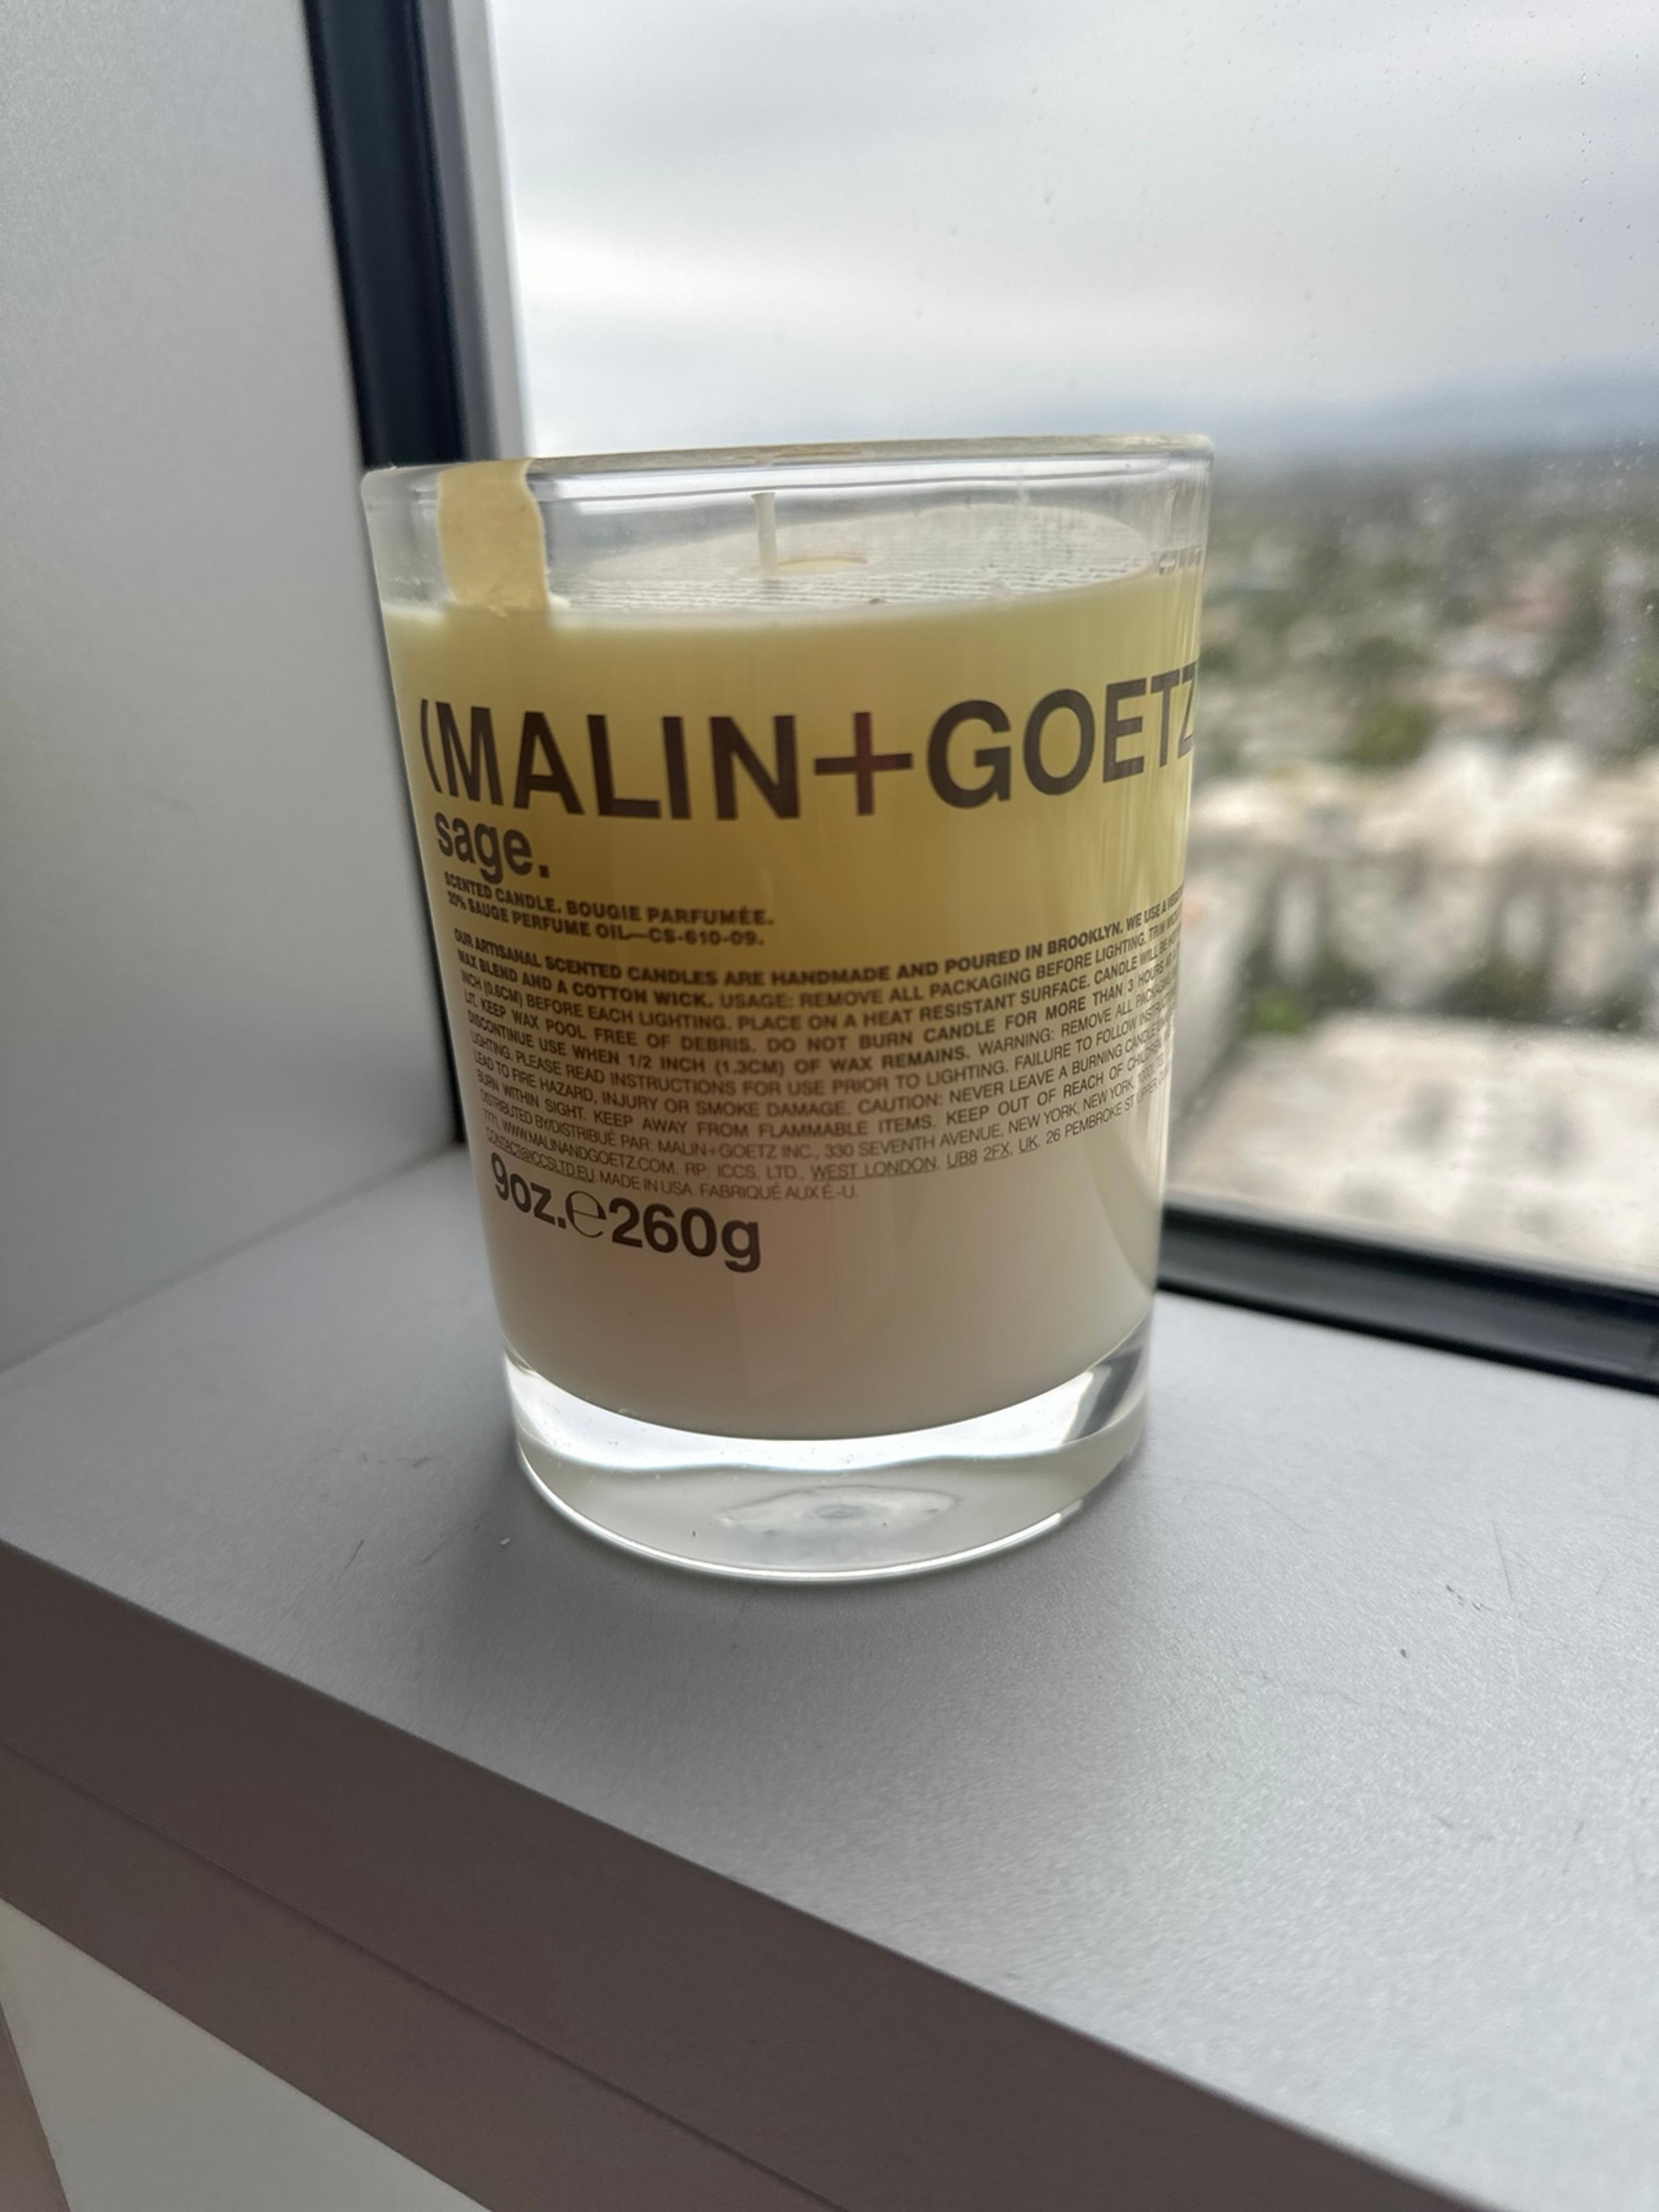 (MALIN+GOETZ
sage.
SCENTED CANDLE. BOUGIE PARFUMÉE.
20% SAUGE PERFUME OIL—CS-610-09.
OUR ARTISANAL SCENTED CANDLES ARE HANDMADE AND POURED IN BROOKLYN. WE USE A
WAX BLEND AND A COTTON WICK. USAGE: REMOVE ALL PACKAGING BEFORE LIGHTING. TRIM
INCH (0.6CM) BEFORE EACH LIGHTING. PLACE ON A HEAT RESISTANT SURFACE. CANDLE WILL BE
LIT. KEEP WAX POOL FREE OF DEBRIS. DO NOT BURN CANDLE FOR MORE THAN 3 HOURS
DISCONTINUE USE WHEN 1/2 INCH (1.3CM) OF WAX REMAINS. WARNING: REMOVE ALL
LIGHTING. PLEASE READ INSTRUCTIONS FOR USE PRIOR TO LIGHTING. FAILURE TO FOLLOW
LEAD TO FIRE HAZARD, INJURY OR SMOKE DAMAGE. CAUTION: NEVER LEAVE A BURNING CANDLE
BURN WITHIN SIGHT. KEEP AWAY FROM FLAMMABLE ITEMS. KEEP OUT OF REACH OF
DISTRIBUTED BY/DISTRIBUÉ PAR: MALIN+GOETZ INC., 330 SEVENTH AVENUE, NEW YORK, NEW YORK,
771, WWW.MALINANDGOETZ.COM. RP: ICCS, LTD., WEST LONDON, UB8 2FX, UK. 26 PEMBROKE ST
CONTACT@ICCSLTD.EU. MADE IN USA. FABRIQUÉ AUX É.-U.
9oz.℮260g